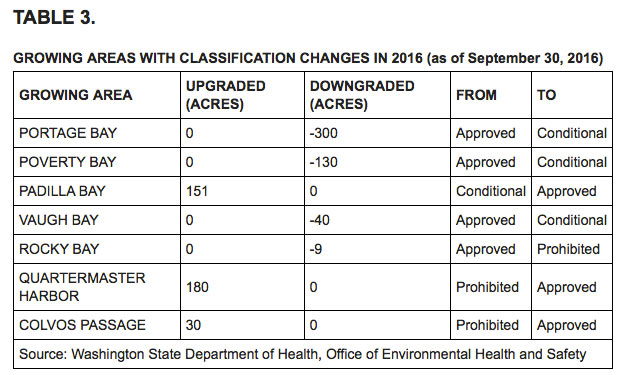 TABLE 3.
GROWING AREAS WITH CLASSIFICATION CHANGES IN 2016 (as of September 30, 2016)
GROWING AREA UPGRADED (ACRES) DOWNGRADED (ACRES) FROM TO
PORTAGE BAY 0 -300 Approved Conditional
POVERTY BAY 0 -130 Approved Conditional
PADILLA BAY 151 0 Conditional Approved
VAUGH BAY 0 -40 Approved Conditional
ROCKY BAY 0 -9 Approved Prohibited
QUARTERMASTER HARBOR 180 0 Prohibited Approved
COLVOS PASSAGE 30 0 Prohibited Approved
Source: Washington State Department of Health, Office of Environmental Health and Safety